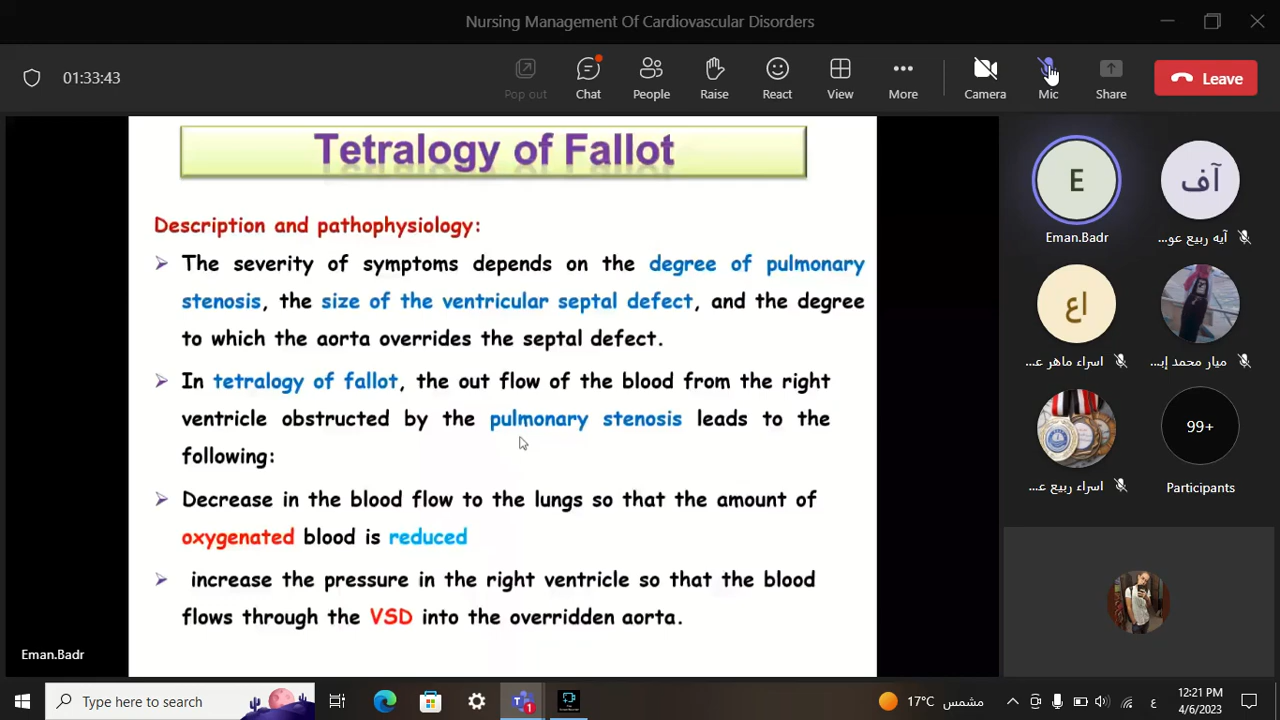 Nursing Management Of Cardiovascular Disorders
01:33:43
Pop out
Chat
People
Raise
React
View
More
Camera
Mic
Share
Leave
Tetralogy of Fallot
Description and pathophysiology:
The severity of symptoms depends on the degree of pulmonary
stenosis, the size of the ventricular septal defect, and the degree
to which the aorta overrides the septal defect.
In tetralogy of fallot, the out flow of the blood from the right
ventricle obstructed by the pulmonary stenosis leads to the
following:
Decrease in the blood flow to the lungs so that the amount of
oxygenated blood is reduced
increase the pressure in the right ventricle so that the blood
flows through the VSD into the overridden aorta.
Eman.Badr
E
Eman.Badr
آف
آيه ربيع عو...
اع
اسراء ماهر ع...
ميار محمد إبـ...
اسراء ربيع ع...
99+
Participants
Type here to search
1
17°C مشمس
ع
12:21 PM
4/6/2023